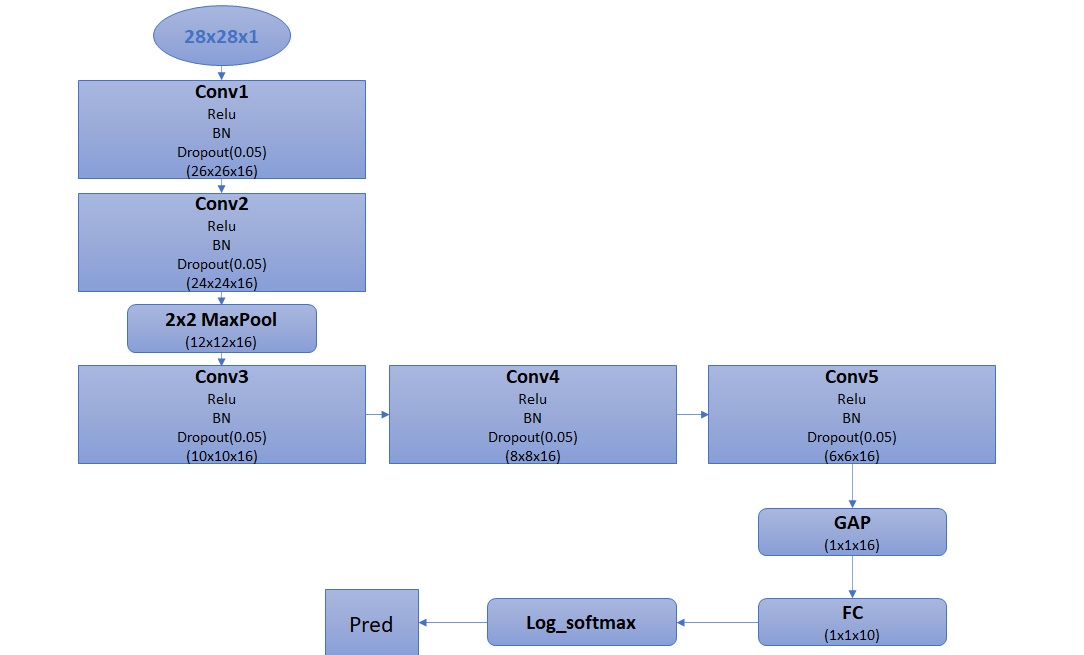 28x28x1
Conv1
Relu
BN
Dropout(0.05)
(26x26x16)
Conv2
Relu
BN
Dropout(0.05)
(24x24x16)
2x2 MaxPool
(12x12x16)
Conv3
Relu
BN
Dropout(0.05)
(10x10x16)
Conv4
Relu
BN
Dropout(0.05)
(8x8x16)
Conv5
Relu
BN
Dropout(0.05)
(6x6x16)
GAP
(1x1x16)
FC
(1x1x10)
Log_softmax
Pred